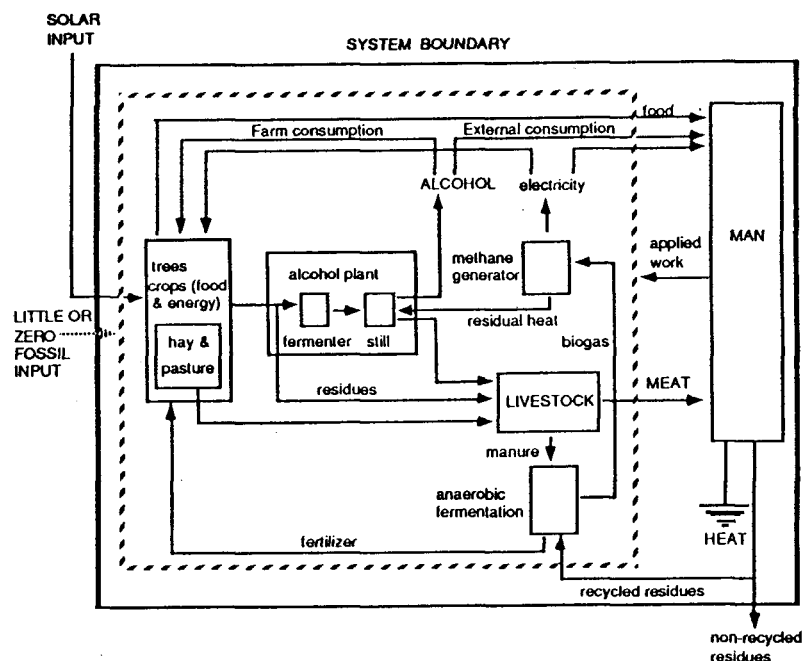 SOLAR
INPUT
SYSTEM BOUNDARY
food
Farm consumption
External consumption
ALCOHOL
electricity
MAN
trees
crops (food
& energy)
alcohol plant
methane
generator
applied
work
LITTLE OR
ZERO
FOSSIL
INPUT
hay &
pasture
fermenter
still
residual heat
biogas
residues
LIVESTOCK
MEAT
manure
anaerobic
fermentation
HEAT
fertilizer
recycled residues
non-recycled
residues